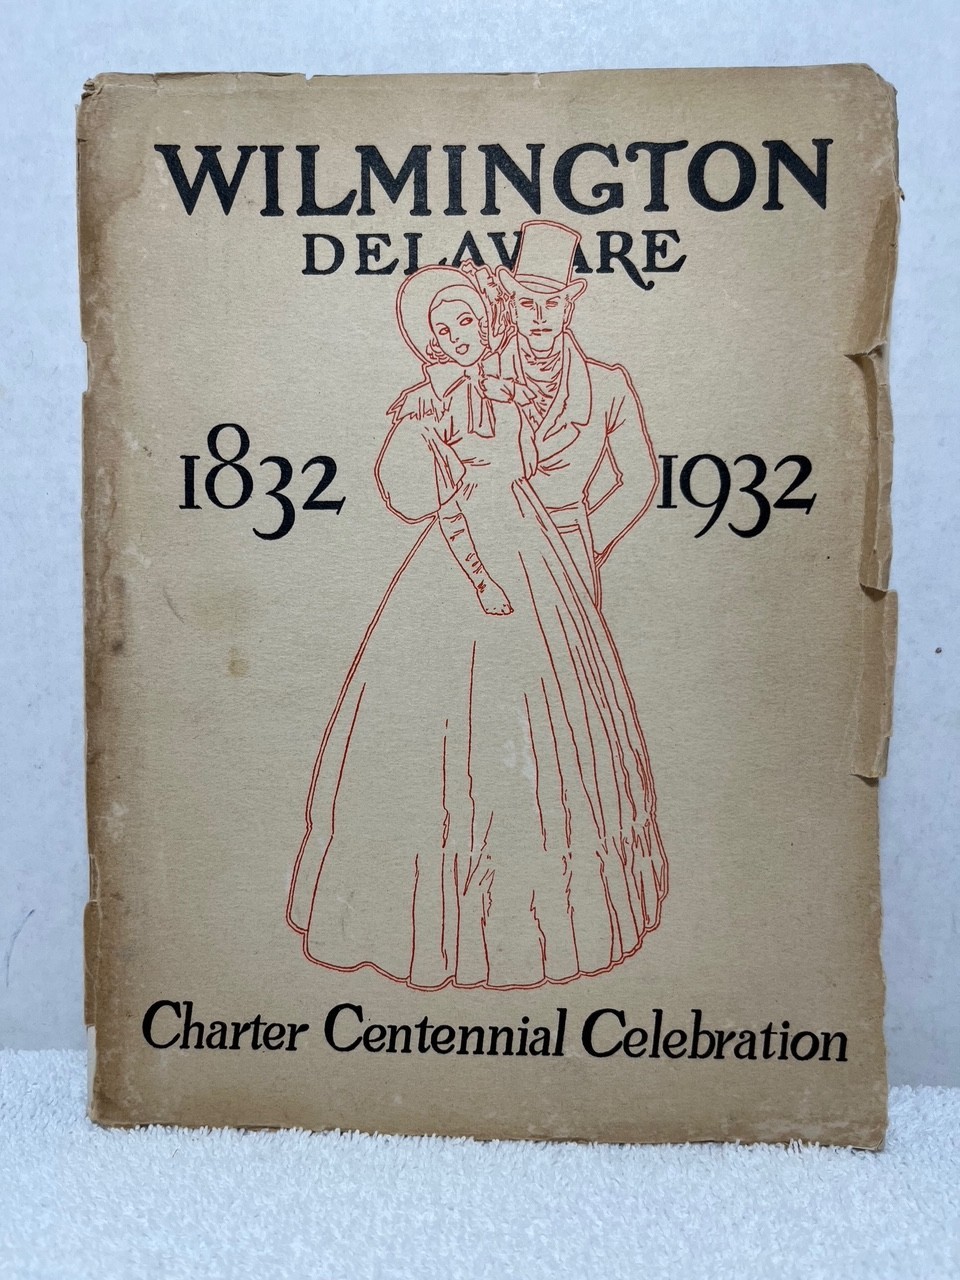 WILMINGTON
DELAWARE
1832 1932
Charter Centennial Celebration